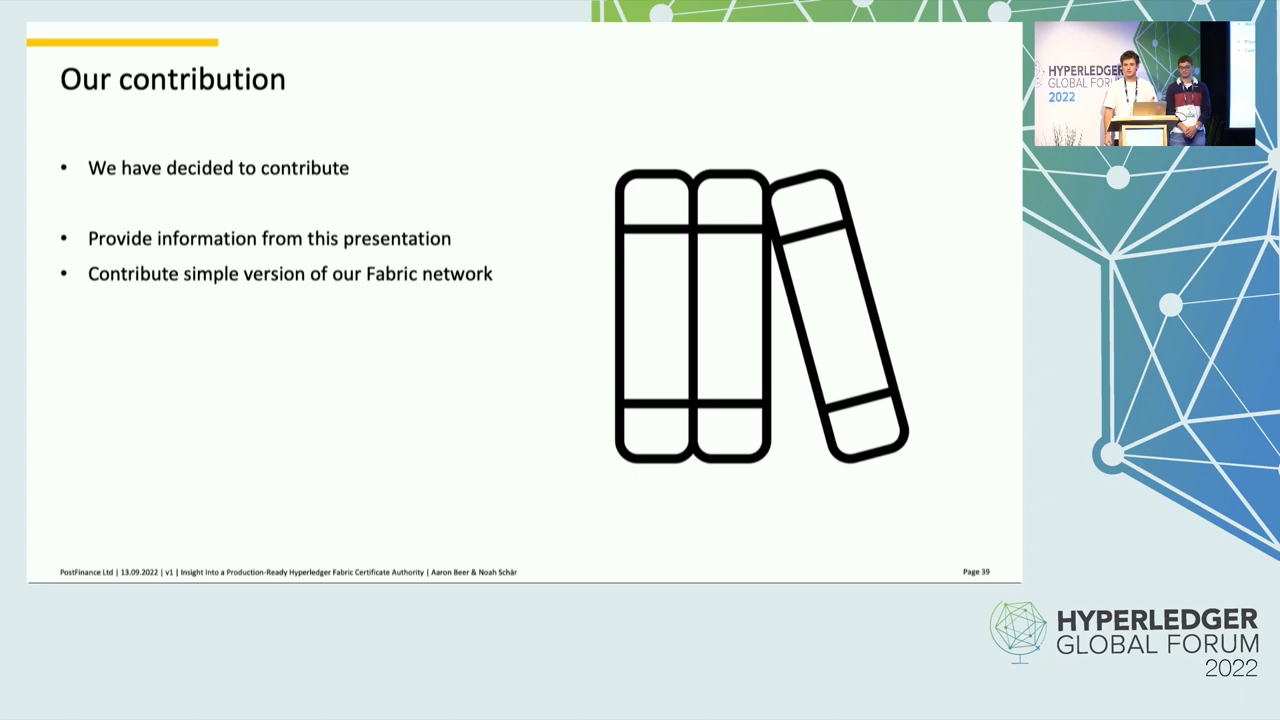 Our contribution
• We have decided to contribute
• Provide information from this presentation
• Contribute simple version of our Fabric network
PostFinance Ltd | 13.09.2022 | v1 | Insight Into a Production-Ready Hyperledger Fabric Certificate Authority | Aaron Beer & Noah Schär
Page 39
HYPERLEDGER
GLOBAL FORUM
2022
HYPERLEDGER
GLOBAL FORUM
2022